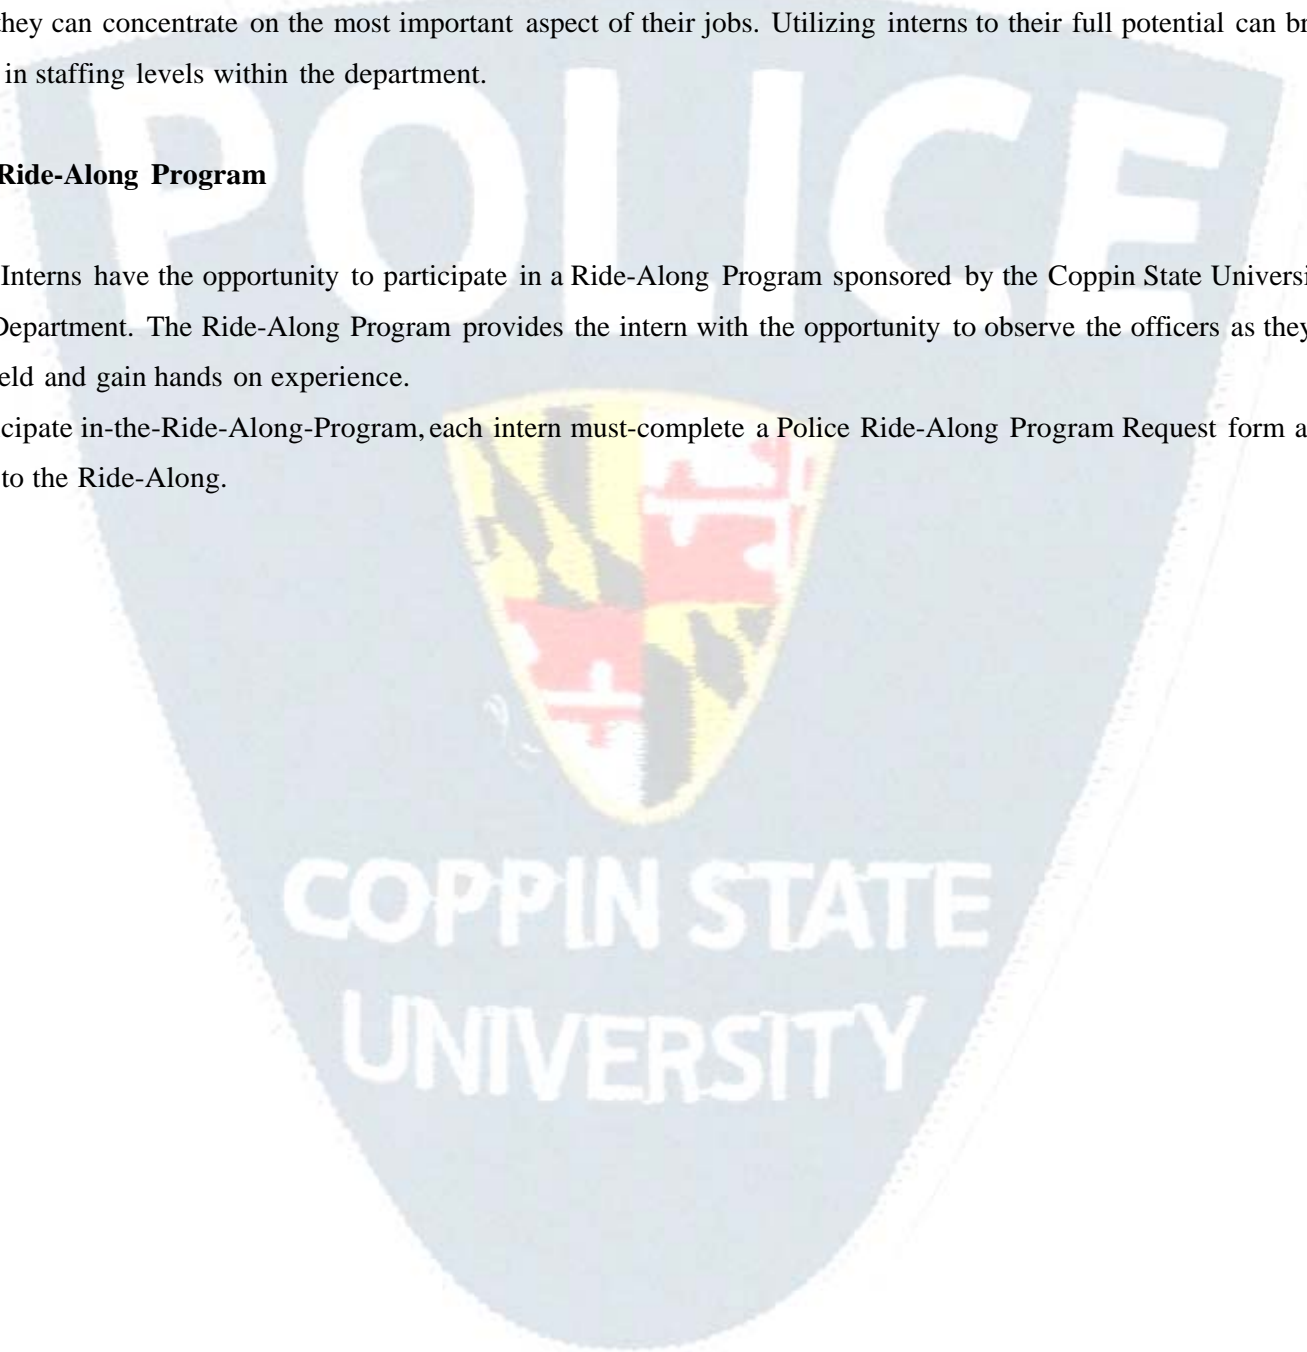 they can concentrate on the most important aspect of their jobs. Utilizing interns to their full potential can
in staffing levels within the department.
Ride-Along Program
Interns have the opportunity to participate in a Ride-Along Program sponsored by the Coppin State
Department. The Ride-Along Program provides the intern with the opportunity to observe the officers as they
and gain hands on experience.
in-the-Ride-Along-Program, each intern must-complete a Police Ride-Along Program Request form
to the Ride-Along.
POLICE
COPPIN STATE
UNIVERSITY